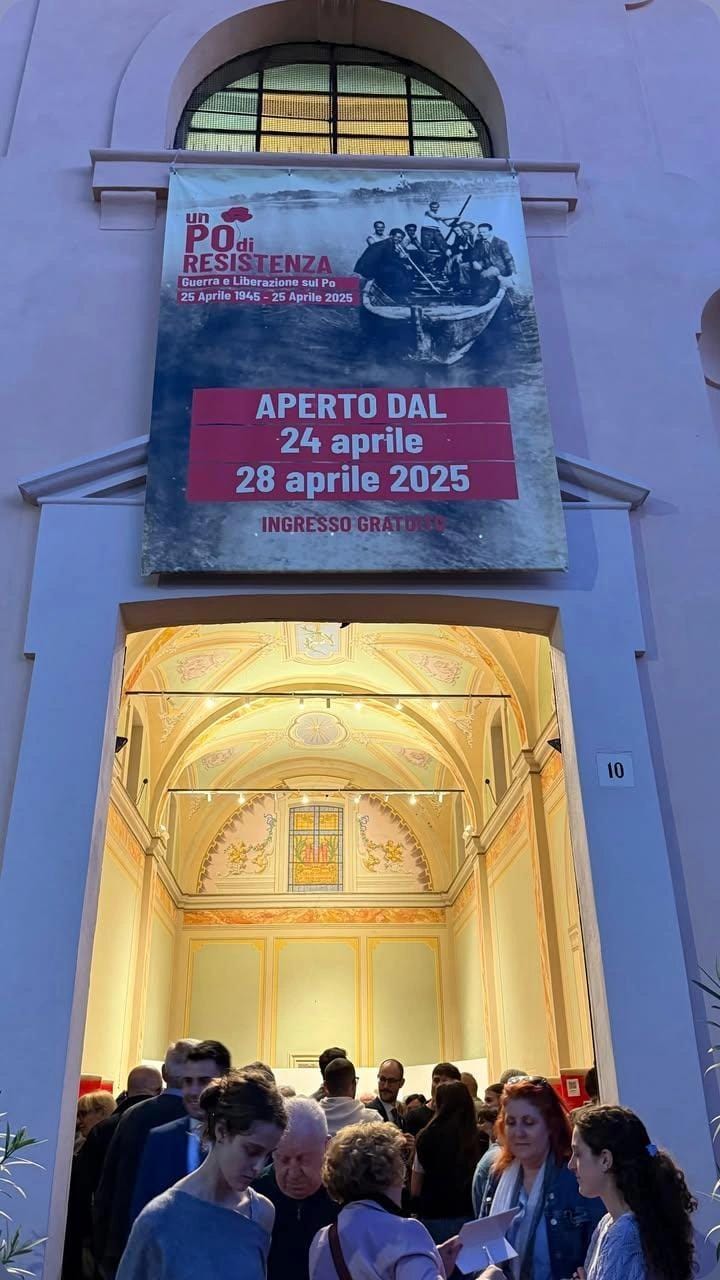 un
PO di
RESISTENZA
Guerra e Liberazione sul Po
25 Aprile 1945 - 25 Aprile 2025
APERTO DAL
24 aprile
28 aprile 2025
INGRESSO GRATUITO
10